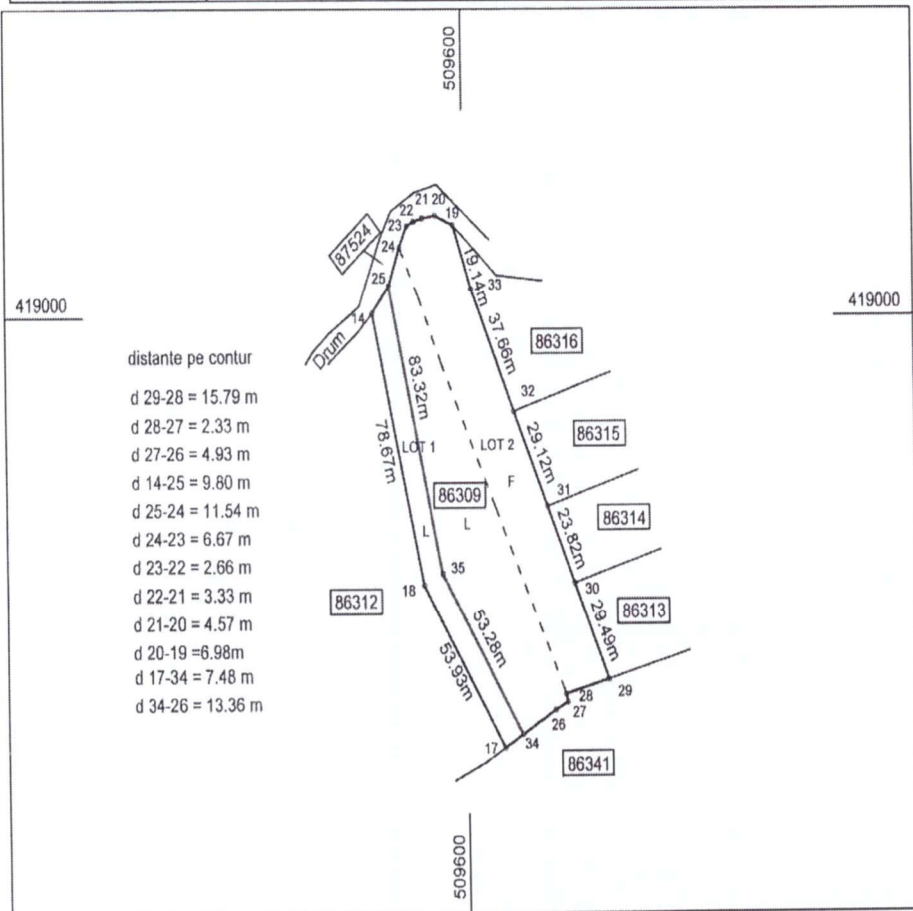 509600
21 20
22
19
23
24
87524
25
19.14m
33
419000
419000
14
Drum
37.66m
86316
distante pe contur
83.32m
32
d 29-28 = 15.79 m
29.12m
86315
d 28-27 = 2.33 m
78.67m
LOT 1
LOT 2
d 27-26 = 4.93 m
F
86309
31
d 14-25 = 9.80 m
23.82m
86314
d 25-24 = 11.54 m
L
L
d 24-23 = 6.67 m
35
30
d 23-22 = 2.66 m
18
86312
29.49m
86313
d 22-21 = 3.33 m
53.28m
d 21-20 = 4.57 m
53.93m
d 20-19 =6.98m
28
29
d 17-34 = 7.48 m
27
26
d 34-26 = 13.36 m
17
34
86341
509600